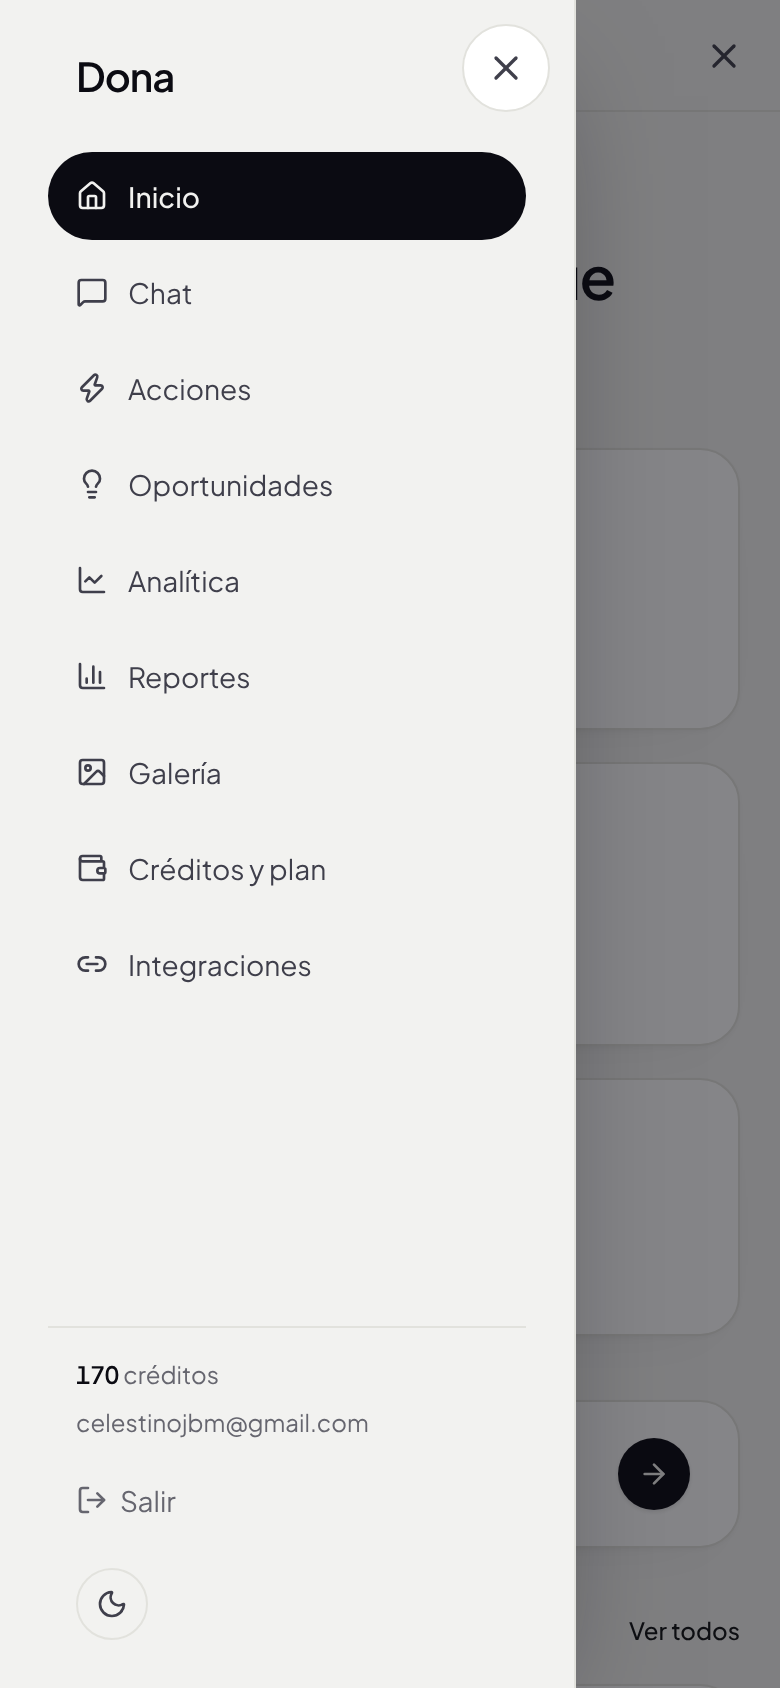 Dona
Inicio
Chat
Acciones
Oportunidades
Analítica
Reportes
Galería
Créditos y plan
Integraciones
170 créditos
celestinojbm@gmail.com
Salir
Ver todos